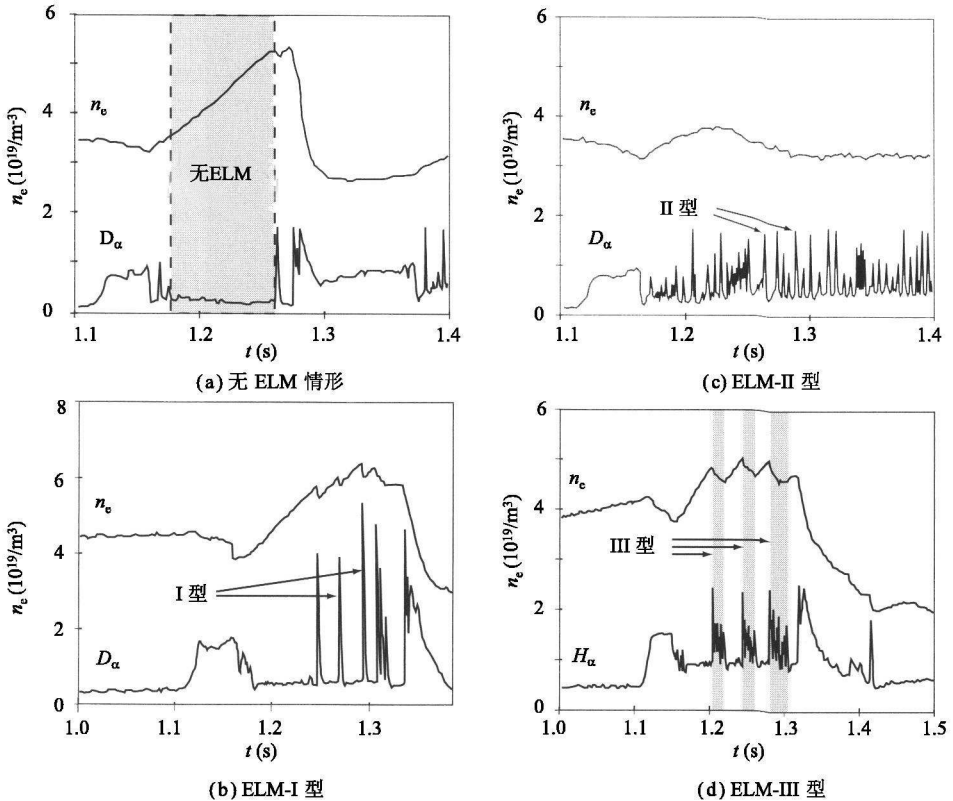 6
4
2
0
n_e (10^19/m^3)
n_e
无ELM
D_α
1.1
1.2
1.3
1.4
t (s)
(a) 无 ELM 情形
6
4
2
0
n_e (10^19/m^3)
n_e
II 型
D_α
1.1
1.2
1.3
1.4
t (s)
(c) ELM-II 型
8
6
4
2
0
n_e (10^19/m^3)
n_e
I 型
D_α
1.0
1.1
1.2
1.3
t (s)
(b) ELM-I 型
6
4
2
0
n_e (10^19/m^3)
n_e
III 型
H_α
1.0
1.1
1.2
1.3
1.4
1.5
t (s)
(d) ELM-III 型